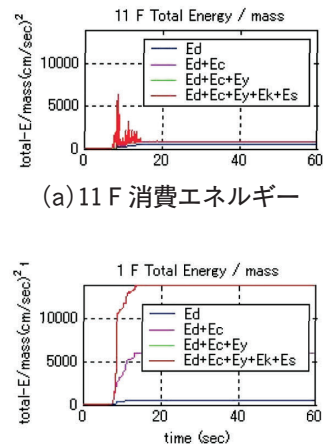 11 F Total Energy / mass
total-E/mass(cm/sec)²
10000
5000
0
0
20
40
60
Ed
Ed+Ec
Ed+Ec+Ey
Ed+Ec+Ey+Ek+Es
(a) 11 F 消費エネルギー
1 F Total Energy / mass
total-E/mass(cm/sec)² 1
10000
5000
0
0
20
40
60
Ed
Ed+Ec
Ed+Ec+Ey
Ed+Ec+Ey+Ek+Es
time (sec)